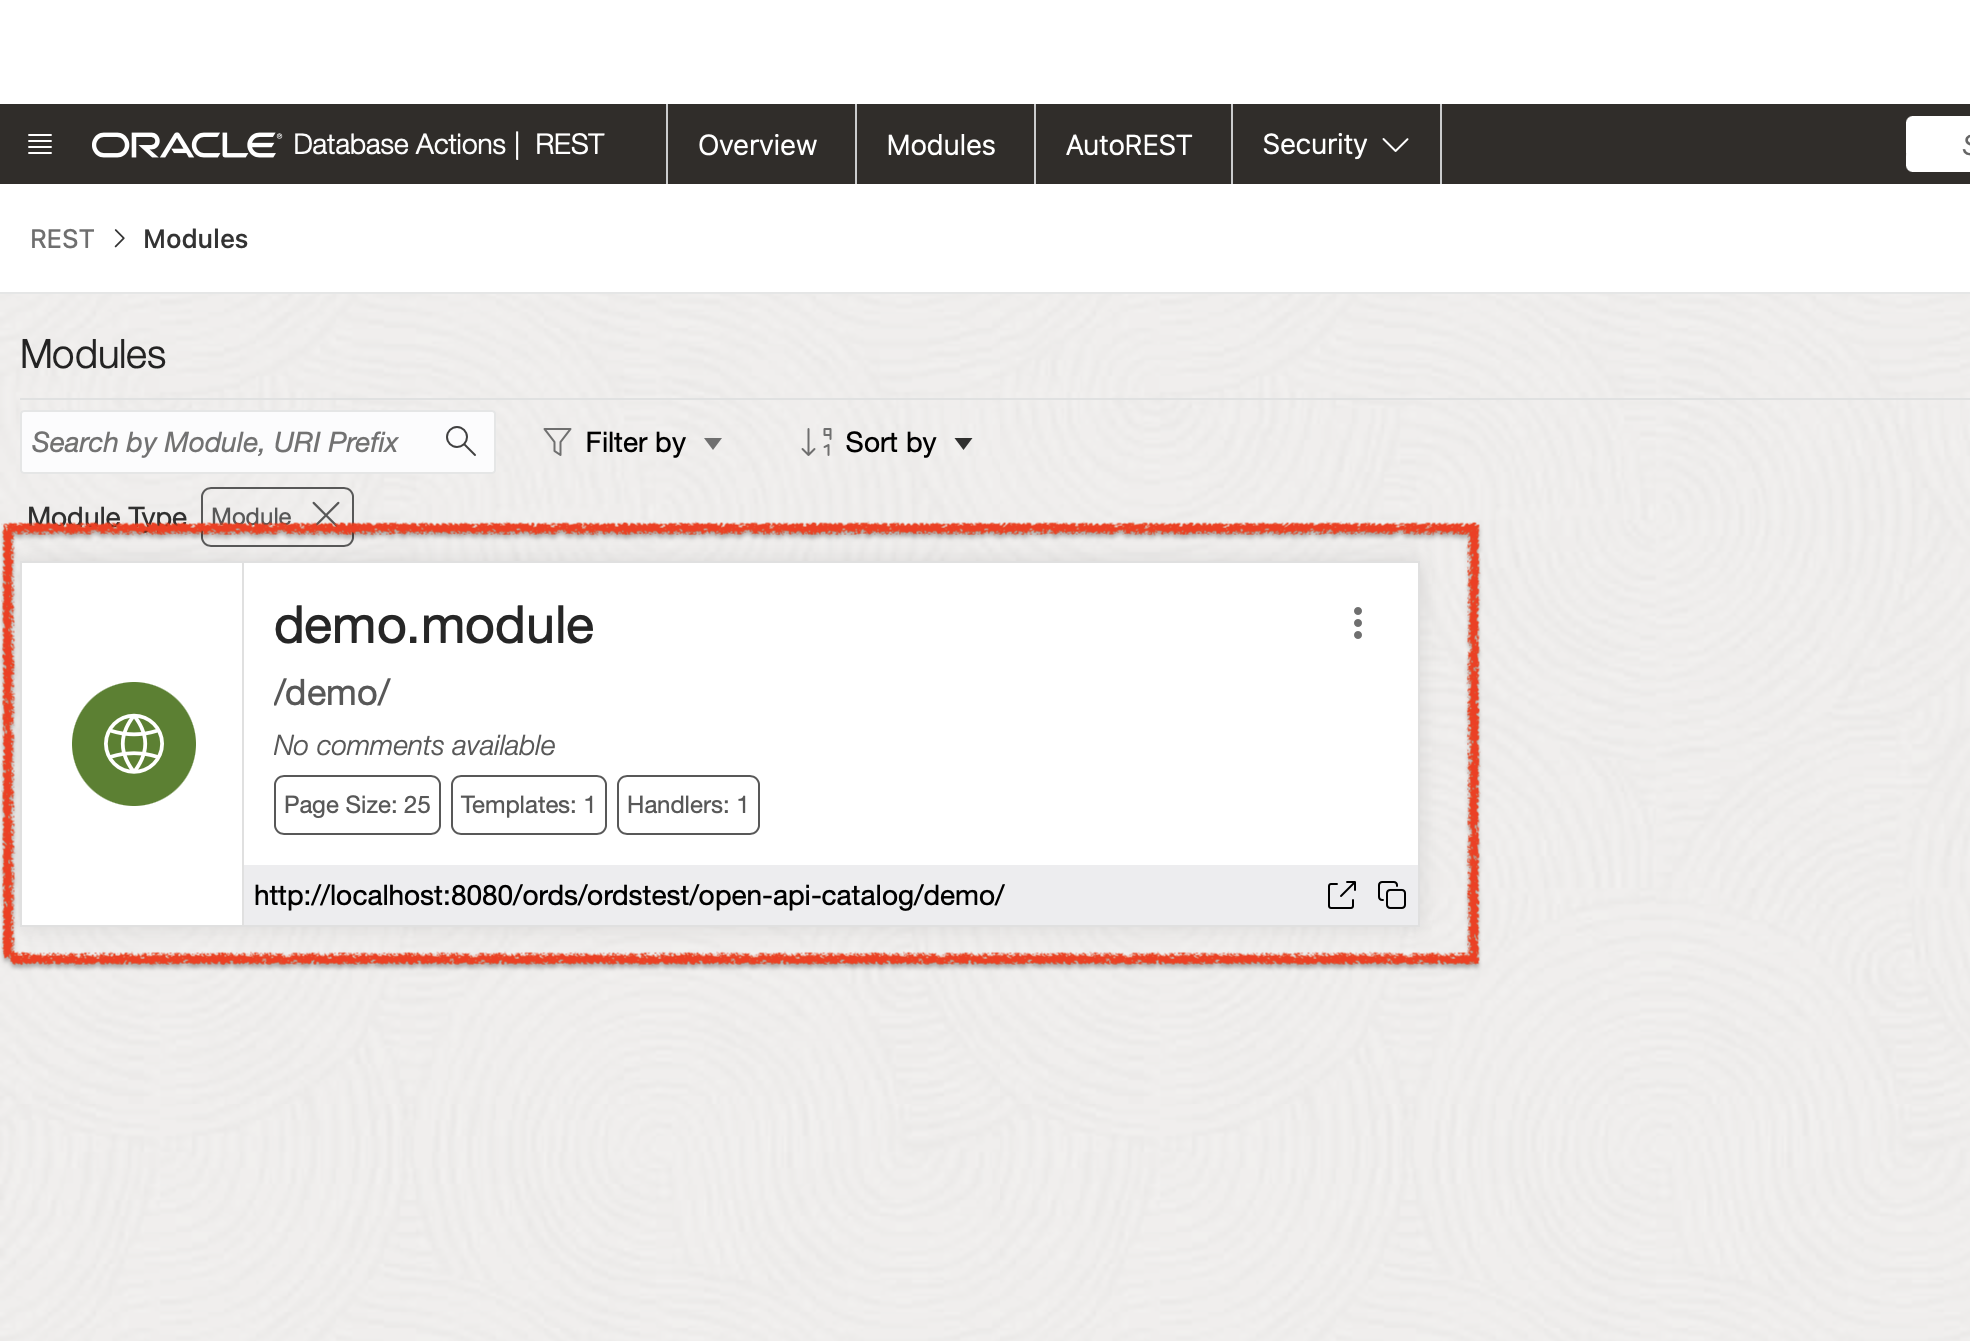 ORACLE Database Actions | REST Overview Modules AutoREST Security
REST > Modules
Modules
Search by Module, URI Prefix Filter by Sort by
Module Type Module
demo.module
/demo/
No comments available
Page Size: 25 Templates: 1 Handlers: 1
http://localhost:8080/ords/ordstest/open-api-catalog/demo/